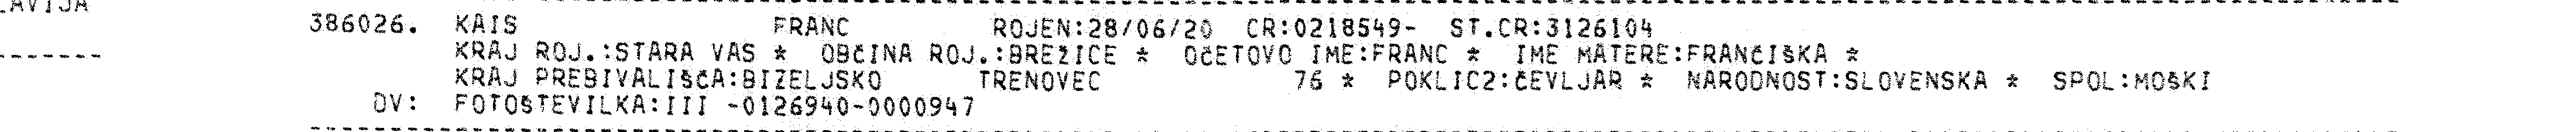 LAVIJA
386026. KAIS FRANC ROJEN:28/06/20 CR:0218549- ST.CR:3126104
KRAJ ROJ.:STARA VAS * OBČINA ROJ.:BREŽICE * OČETOVO IME:FRANC * IME MATERE:FRANČIŠKA *
KRAJ PREBIVALIŠČA:BIZELJSKO TRENOVEC 76 * POKLIC2:ČEVLJAR * NARODNOST:SLOVENSKA * SPOL:MOŠKI
DV: FOTOŠTEVILKA:III -0126940-0000947